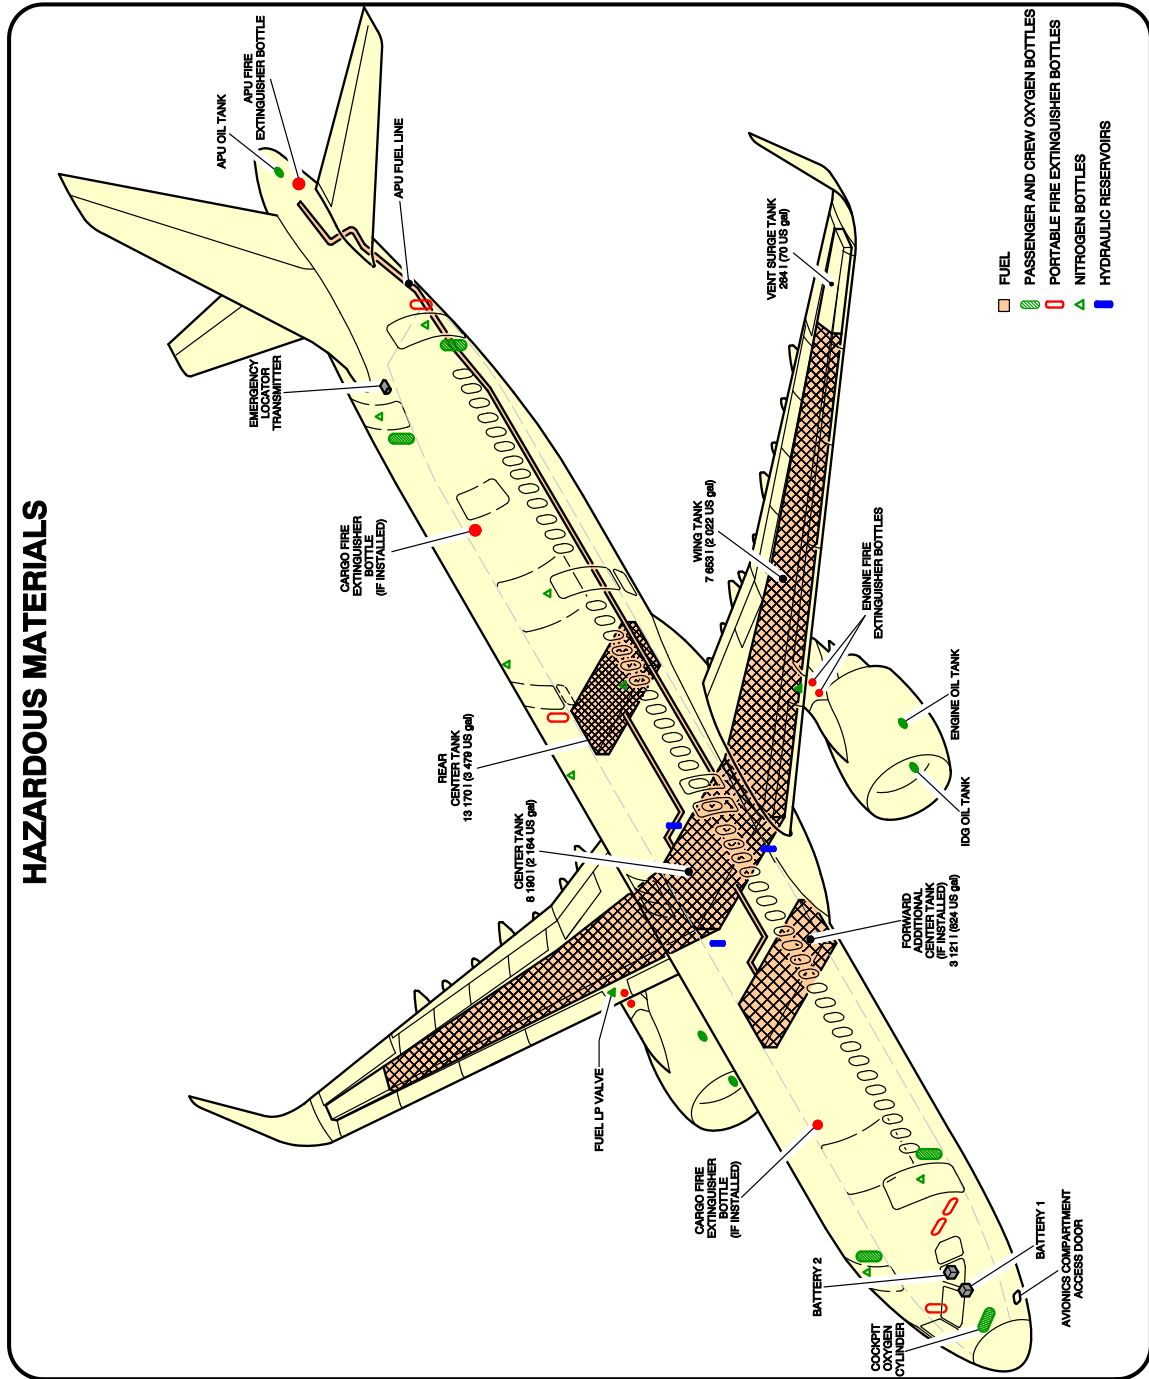 HAZARDOUS MATERIALS
APU OIL TANK
APU FIRE
EXTINGUISHER BOTTLE
APU FUEL LINE
EMERGENCY
LOCATOR
TRANSMITTER
CARGO FIRE
EXTINGUISHER
BOTTLE
(IF INSTALLED)
REAR
CENTER TANK
13 170 l (3 479 US gal)
CENTER TANK
8 190 l (2 164 US gal)
FUEL LP VALVE
CARGO FIRE
EXTINGUISHER
BOTTLE
(IF INSTALLED)
BATTERY 2
COCKPIT
OXYGEN
CYLINDER
VENT SURGE TANK
264 l (70 US gal)
WING TANK
7 653 l (2 022 US gal)
ENGINE FIRE
EXTINGUISHER BOTTLES
ENGINE OIL TANK
IDG OIL TANK
FORWARD
ADDITIONAL
CENTER TANK
(IF INSTALLED)
3 121 l (824 US gal)
BATTERY 1
AVIONICS COMPARTMENT
ACCESS DOOR
FUEL
PASSENGER AND CREW OXYGEN BOTTLES
PORTABLE FIRE EXTINGUISHER BOTTLES
NITROGEN BOTTLES
HYDRAULIC RESERVOIRS